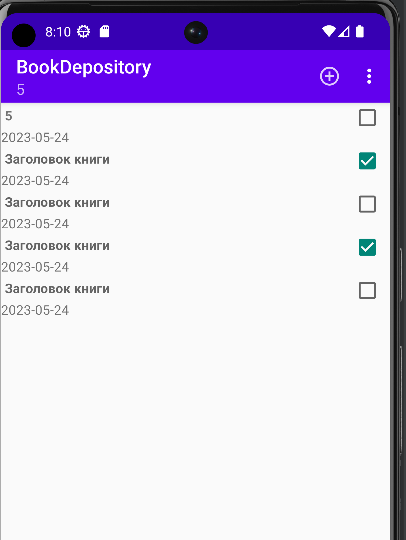 8:10
BookDepository
5
5
2023-05-24
Заголовок книги
2023-05-24
Заголовок книги
2023-05-24
Заголовок книги
2023-05-24
Заголовок книги
2023-05-24